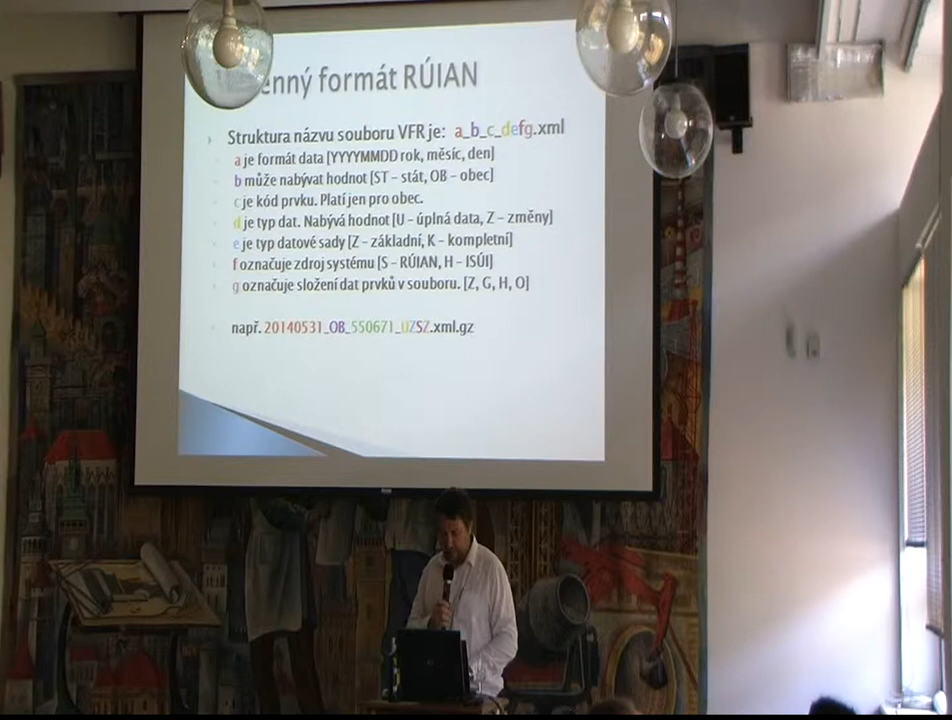 enný formát RÚIAN
Struktura názvu souboru VFR je: a_b_c_defg.xml
a je formát data [YYYYMMDD rok, měsíc, den]
b může nabývat hodnot [ST – stát, OB – obec]
c je kód prvku. Platí jen pro obec.
d je typ dat. Nabývá hodnot [U – úplná data, Z – změny]
e je typ datové sady [Z – základní, K – kompletní]
f označuje zdroj systému [S – RÚIAN, H – ISÚI]
g označuje složení dat prvků v souboru. [Z, G, H, O]
např. 20140531_OB_550671_UZSZ.xml.gz